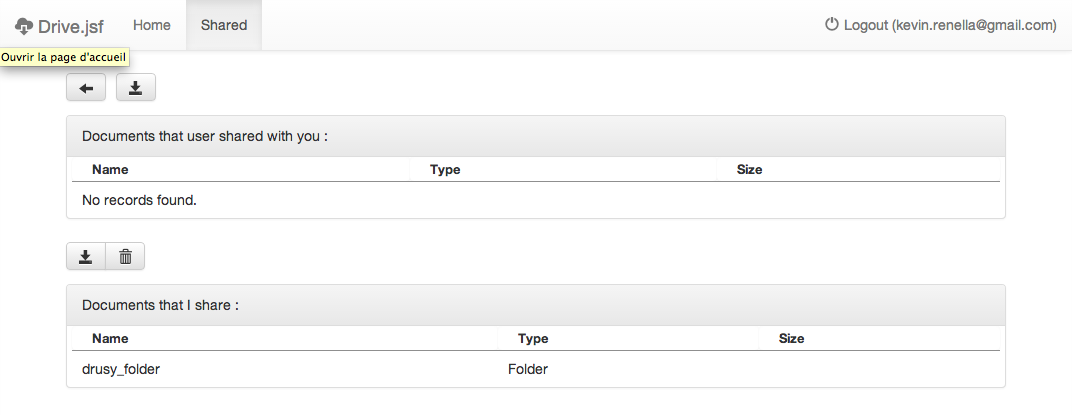 Drive.jsf Home Shared Logout (kevin.renella@gmail.com)
Ouvrir la page d'accueil
Documents that user shared with you :
Name Type Size
No records found.
Documents that I share :
Name Type Size
drusy_folder Folder